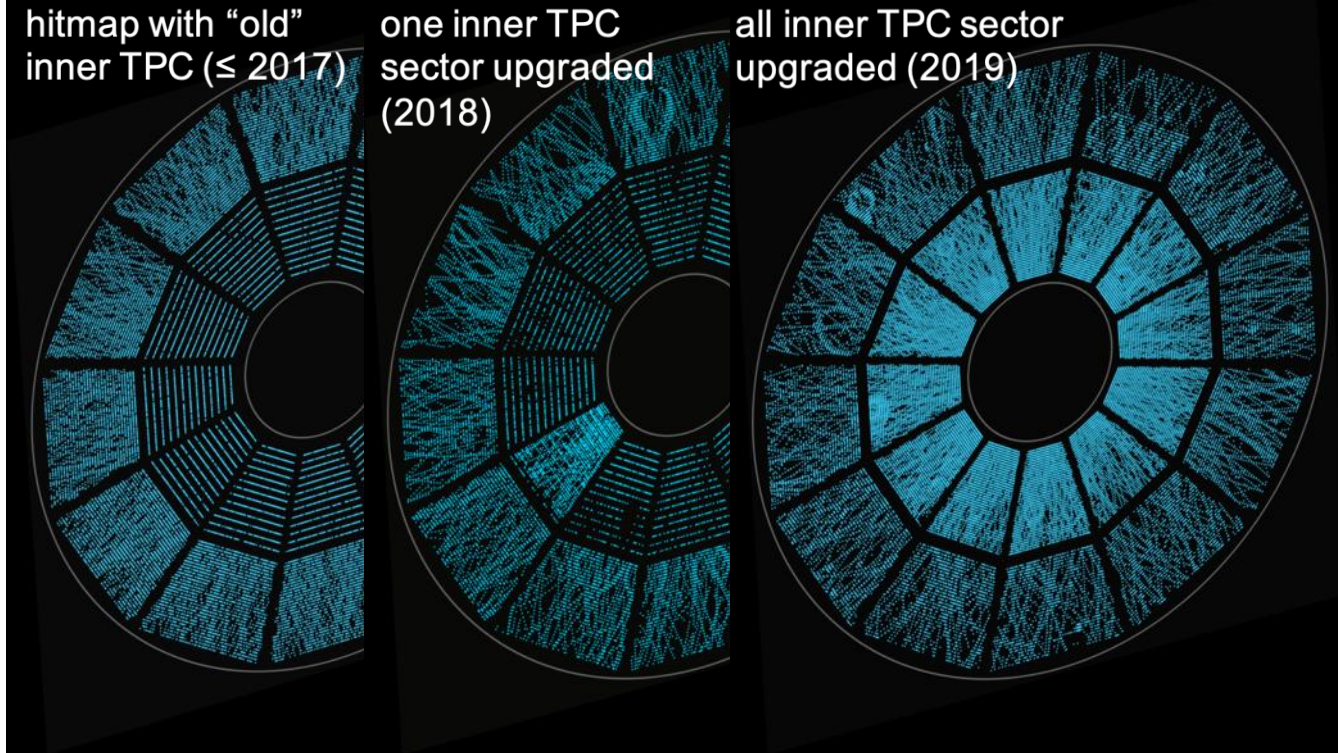 hitmap with “old”
inner TPC (≤ 2017)
one inner TPC
sector upgraded
(2018)
all inner TPC sector
upgraded (2019)